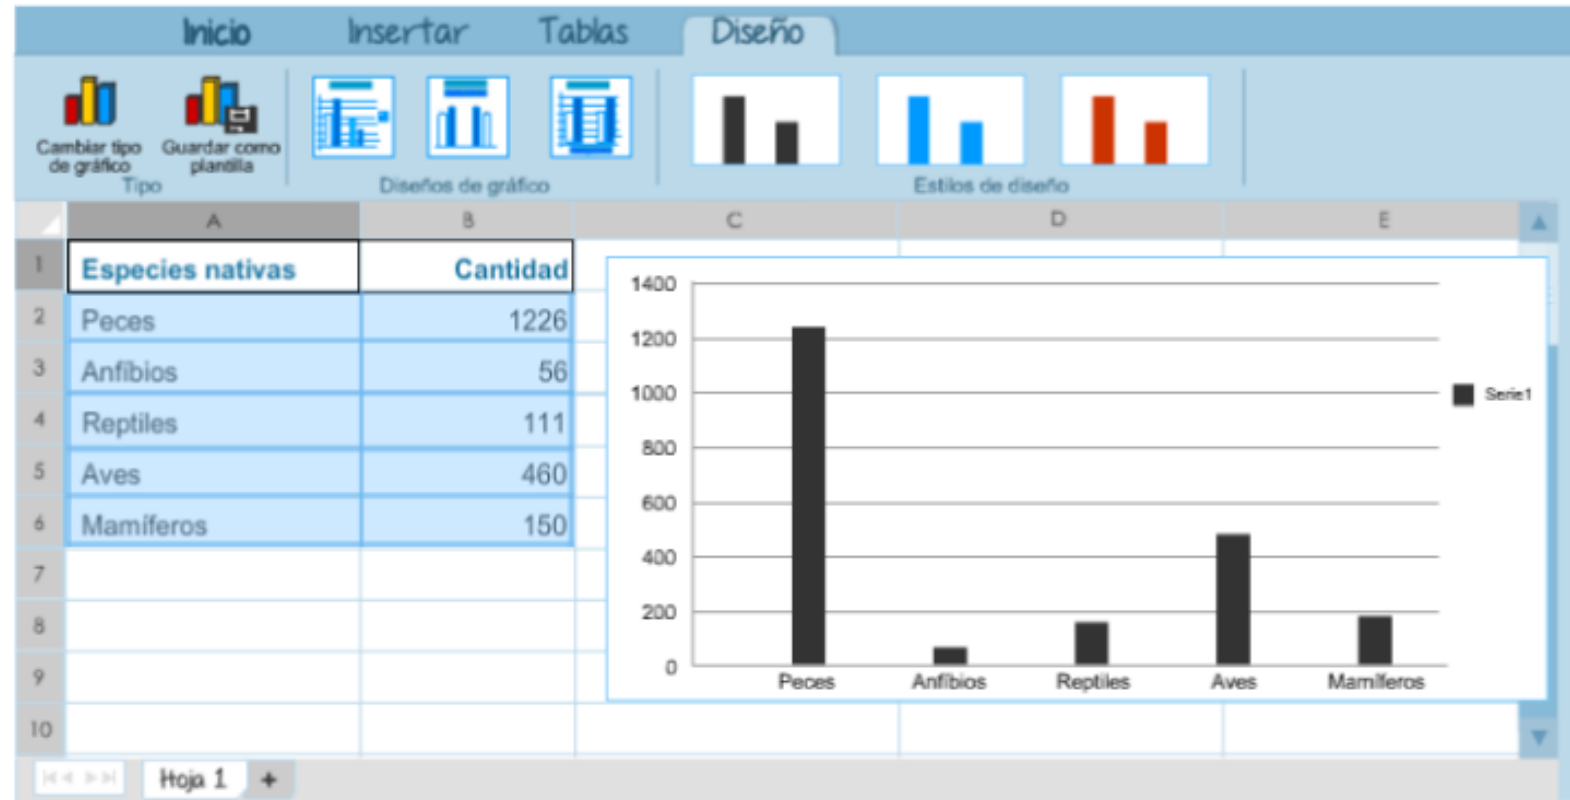 Inicio Insertar Tablas Diseño
Cambiar tipo de gráfico
Guardar como plantilla
Tipo
Diseños de gráfico
Estilos de diseño
A B C D E
1 Especies nativas Cantidad
2 Peces 1226
3 Anfíbios 56
4 Reptiles 111
5 Aves 460
6 Mamíferos 150
7
8
9
10
1400
1200
1000
800
600
400
200
0
Peces Anfíbios Reptiles Aves Mamíferos
Serie1
Hoja 1 +